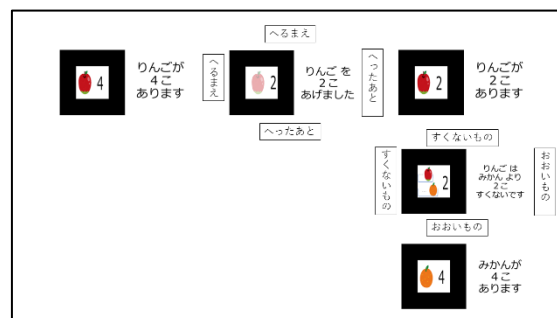 へるまえ
4
りんごが
4こ
あります
へるまえ
2
りんご を
2こ
あげました
へったあと
2
りんごが
2こ
あります
へったあと
すくないもの
すくないもの
2
りんご は
みかん より
2こ
すくないです
おおいもの
おおいもの
4
みかんが
4こ
あります